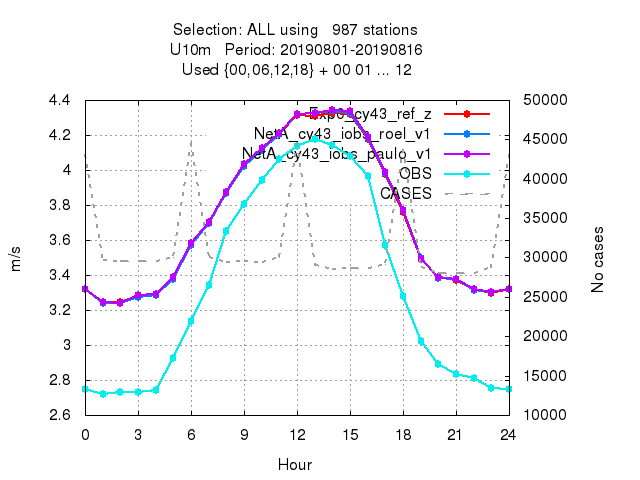 Selection: ALL using 987 stations
U10m Period: 20190801-20190816
Used {00,06,12,18} + 00 01 ... 12
4.4
4.2
4
3.8
3.6
3.4
3.2
3
2.8
2.6
m/s
50000
45000
40000
35000
30000
25000
20000
15000
10000
No cases
cy43_ref_z
NetA_cy43_iobs_roel_v1
NetA_cy43_iobs_paulo_v1
OBS
CASES
0 3 6 9 12 15 18 21 24
Hour